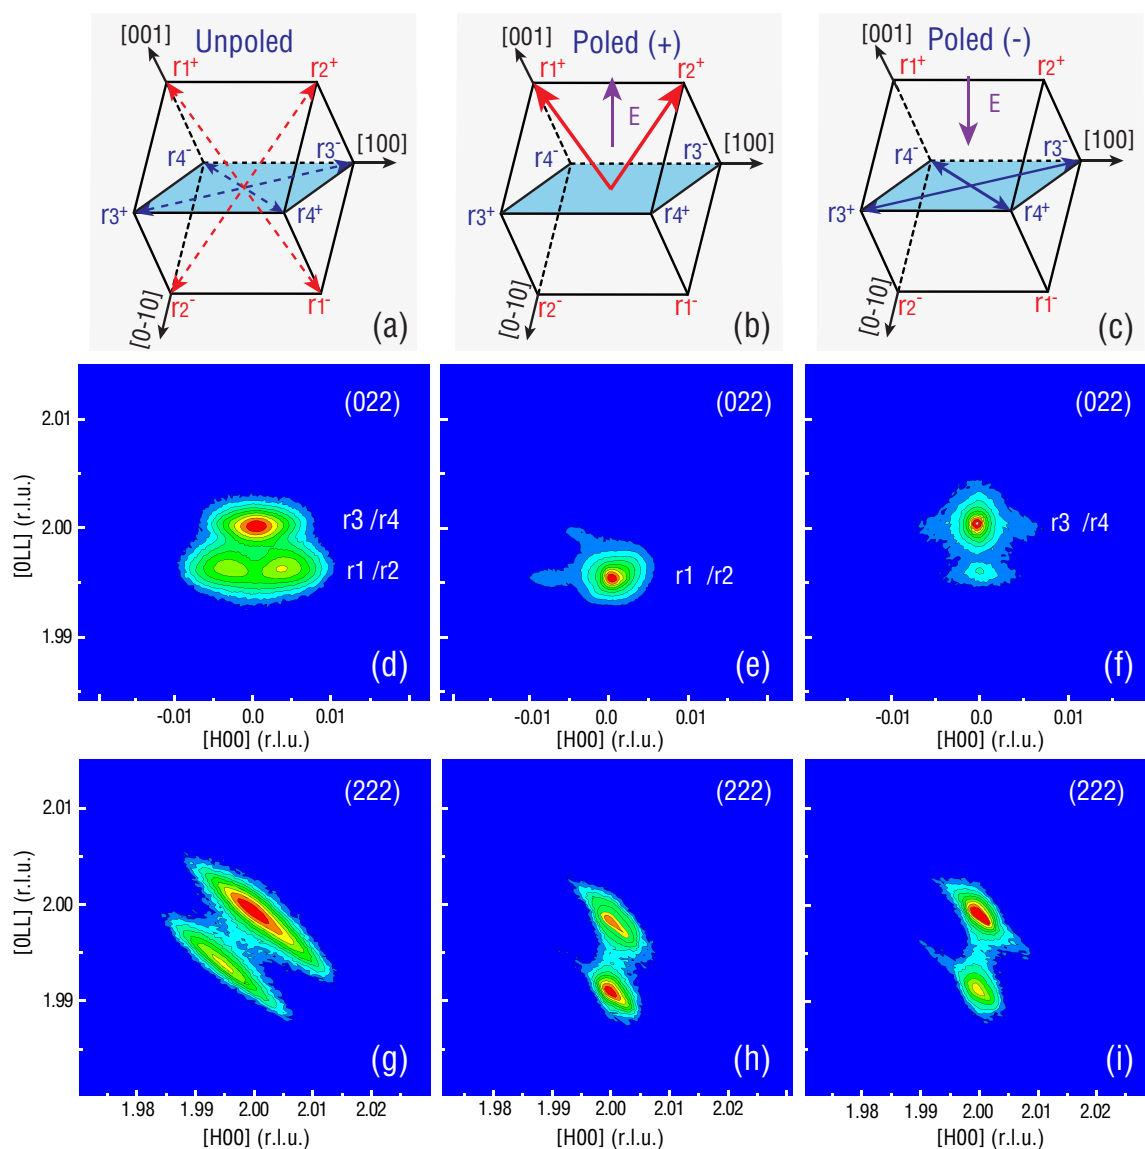 [001]
Unpoled
r1+
r2+
[100]
r4-
r3-
r3+
r4+
r2-
r1-
[0-10]
(a)
[001]
Poled (+)
r1+
r2+
E
[100]
r4-
r3-
r3+
r4+
r2-
r1-
[0-10]
(b)
[001]
Poled (-)
r1+
r2+
E
[100]
r4-
r3-
r3+
r4+
r2-
r1-
[0-10]
(c)
[0LL] (r.l.u.)
2.01
2.00
1.99
(022)
r3 /r4
r1 /r2
(d)
-0.01 0.0 0.01
[H00] (r.l.u.)
(022)
r1 /r2
(e)
-0.01 0.0 0.01
[H00] (r.l.u.)
(022)
r3 /r4
(f)
-0.01 0.0 0.01
[H00] (r.l.u.)
[0LL] (r.l.u.)
2.01
2.00
1.99
(222)
(g)
1.98 1.99 2.00 2.01 2.02
[H00] (r.l.u.)
(222)
(h)
1.98 1.99 2.00 2.01 2.02
[H00] (r.l.u.)
(222)
(i)
1.98 1.99 2.00 2.01 2.02
[H00] (r.l.u.)